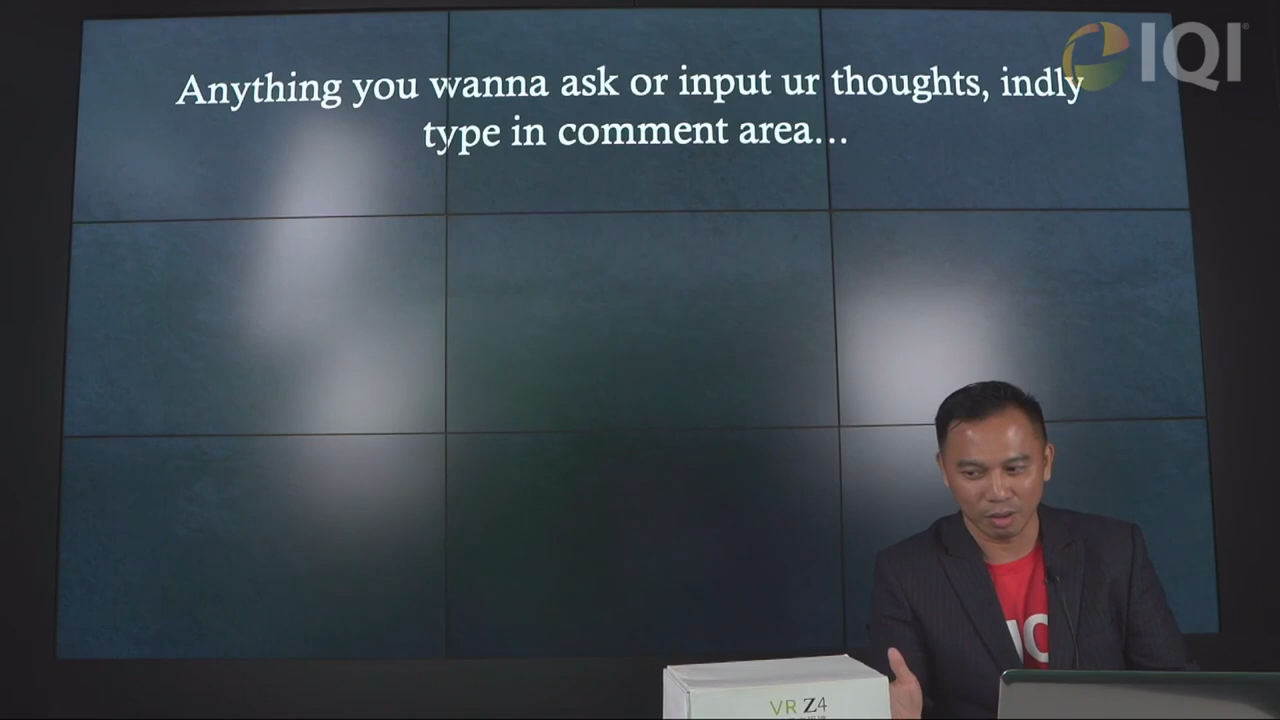 IQI
Anything you wanna ask or input ur thoughts, indly
type in comment area...
VR Z4